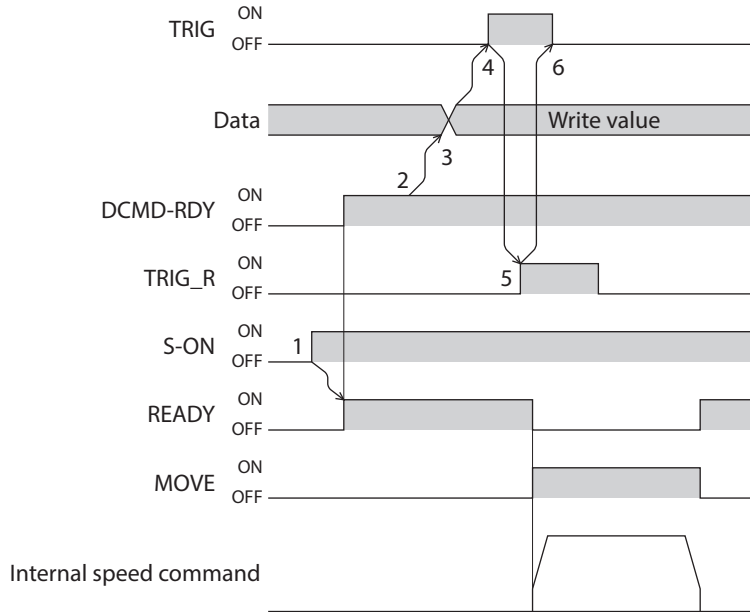 ON
TRIG
OFF
4
6
Data
Write value
3
2
ON
DCMD-RDY
OFF
ON
TRIG_R
5
OFF
ON
S-ON
1
OFF
ON
READY
OFF
ON
MOVE
OFF
Internal speed command